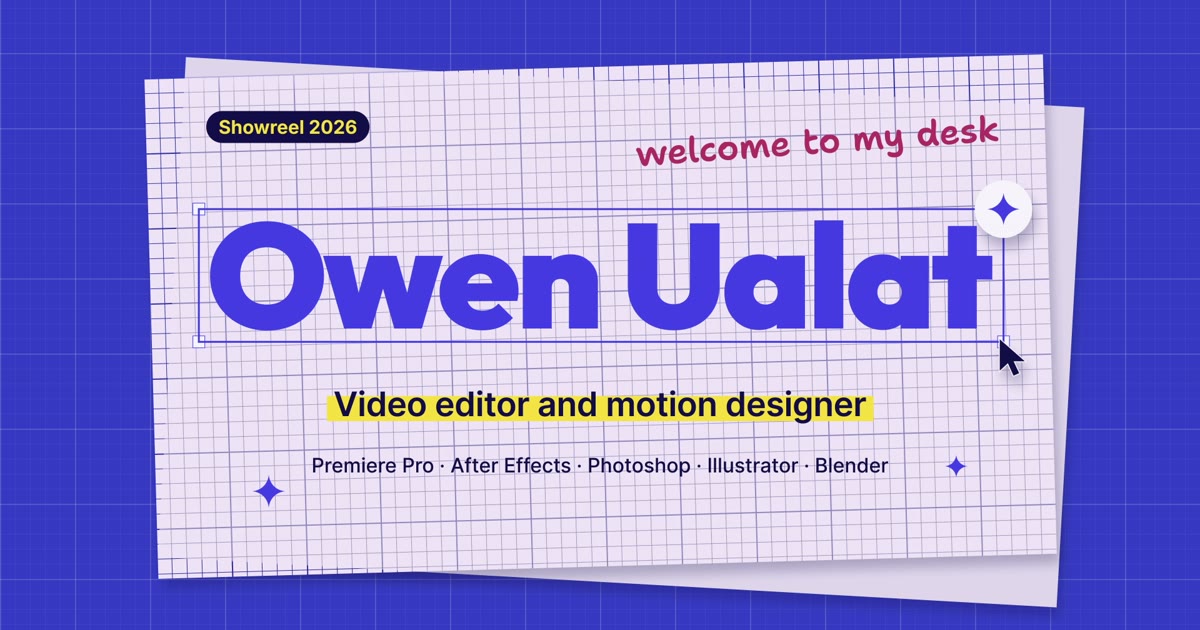 Showreel 2026
welcome to my desk
Owen Ualat
Video editor and motion designer
Premiere Pro · After Effects · Photoshop · Illustrator · Blender